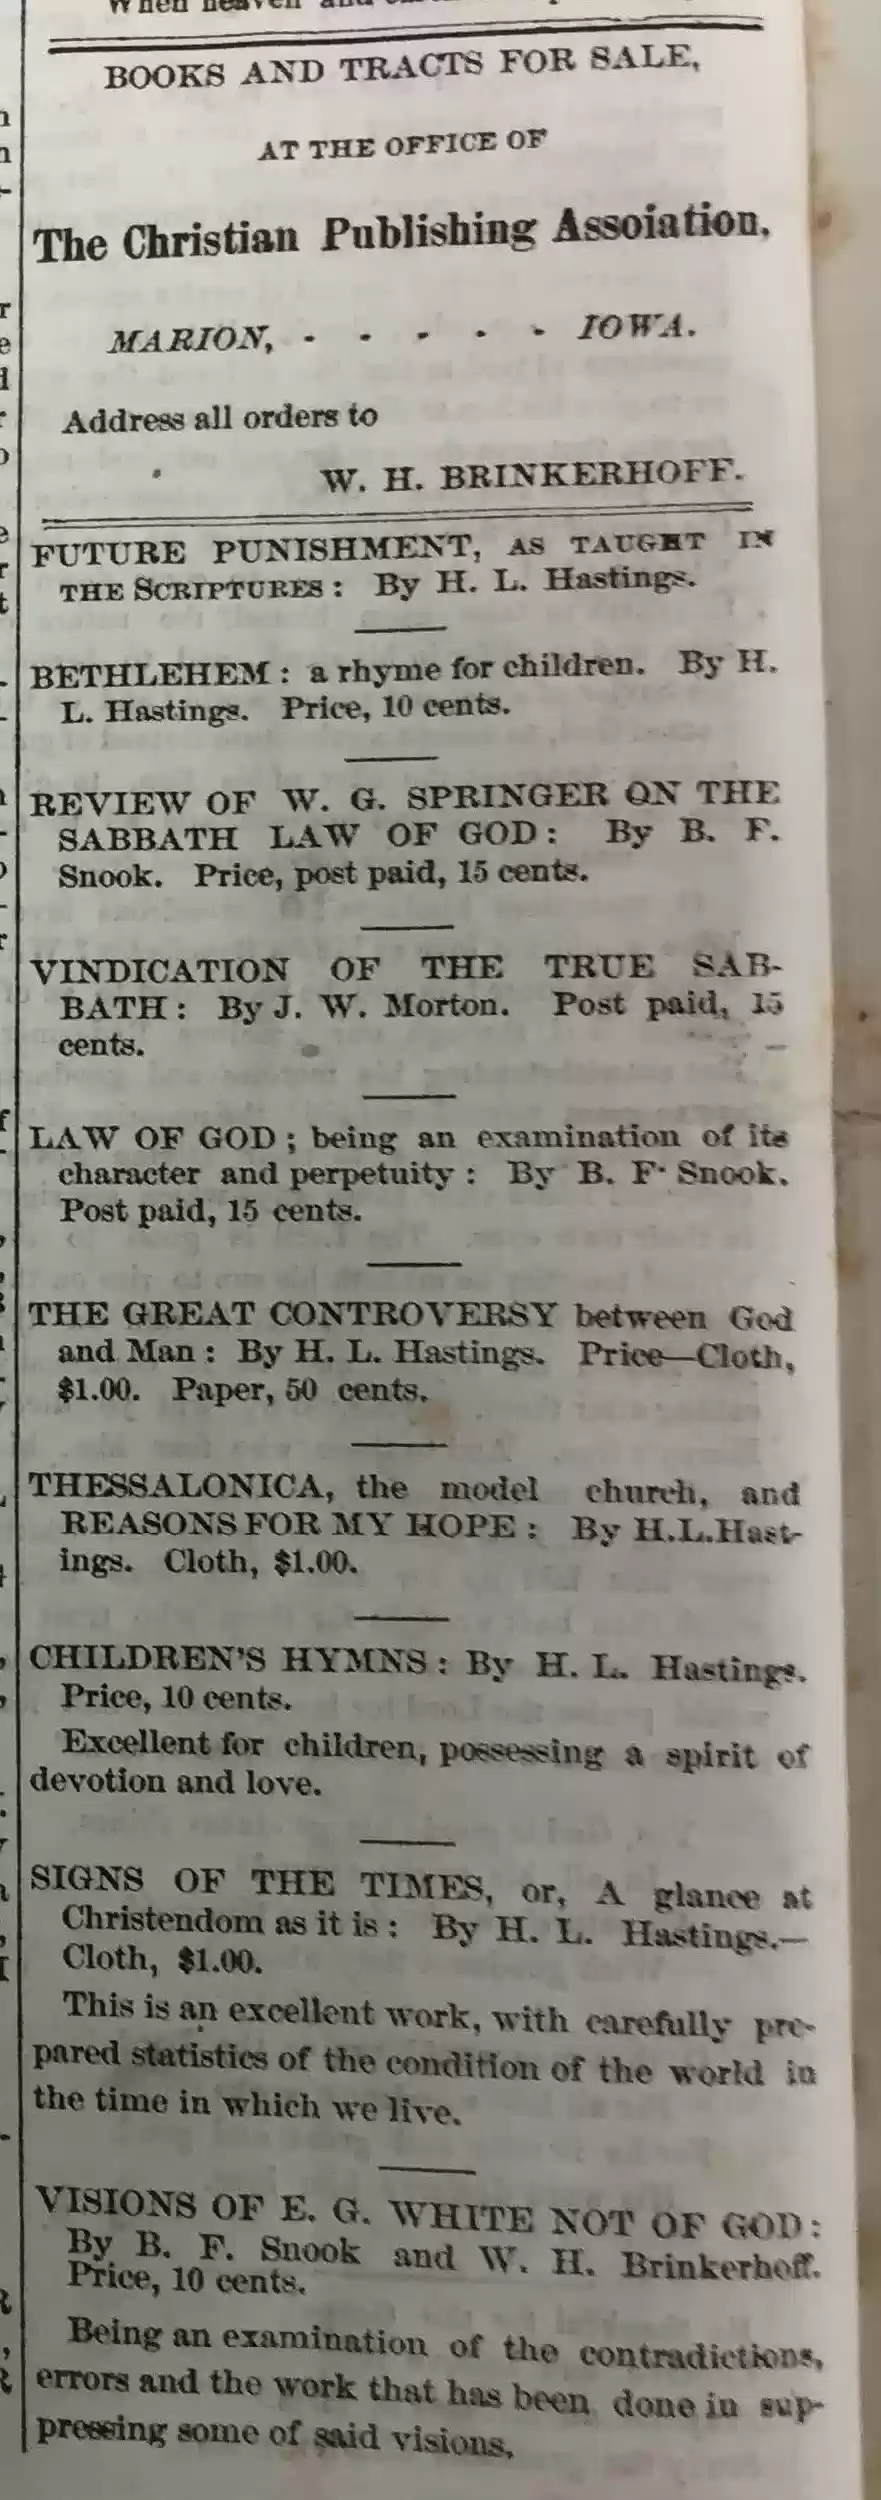 When heaven and
BOOKS AND TRACTS FOR SALE,
AT THE OFFICE OF
The Christian Publishing Assoiation,
MARION, - - - - - IOWA.
Address all orders to
W. H. BRINKERHOFF.
FUTURE PUNISHMENT, AS TAUGHT IN
THE SCRIPTURES: By H. L. Hastings.
BETHLEHEM: a rhyme for children. By H.
L. Hastings. Price, 10 cents.
REVIEW OF W. G. SPRINGER ON THE
SABBATH LAW OF GOD: By B. F.
Snook. Price, post paid, 15 cents.
VINDICATION OF THE TRUE SAB-
BATH: By J. W. Morton. Post paid, 15
cents.
LAW OF GOD; being an examination of its
character and perpetuity: By B. F. Snook.
Post paid, 15 cents.
THE GREAT CONTROVERSY between God
and Man: By H. L. Hastings. Price—Cloth,
$1.00. Paper, 50 cents.
THESSALONICA, the model church, and
REASONS FOR MY HOPE: By H.L.Hast-
ings. Cloth, $1.00.
CHILDREN'S HYMNS: By H. L. Hastings.
Price, 10 cents.
Excellent for children, possessing a spirit of
devotion and love.
SIGNS OF THE TIMES, or, A glance at
Christendom as it is: By H. L. Hastings.—
Cloth, $1.00.
This is an excellent work, with carefully pre-
pared statistics of the condition of the world in
the time in which we live.
VISIONS OF E. G. WHITE NOT OF GOD:
By B. F. Snook and W. H. Brinkerhoff.
Price, 10 cents.
Being an examination of the contradictions,
errors and the work that has been done in sup-
pressing some of said visions.